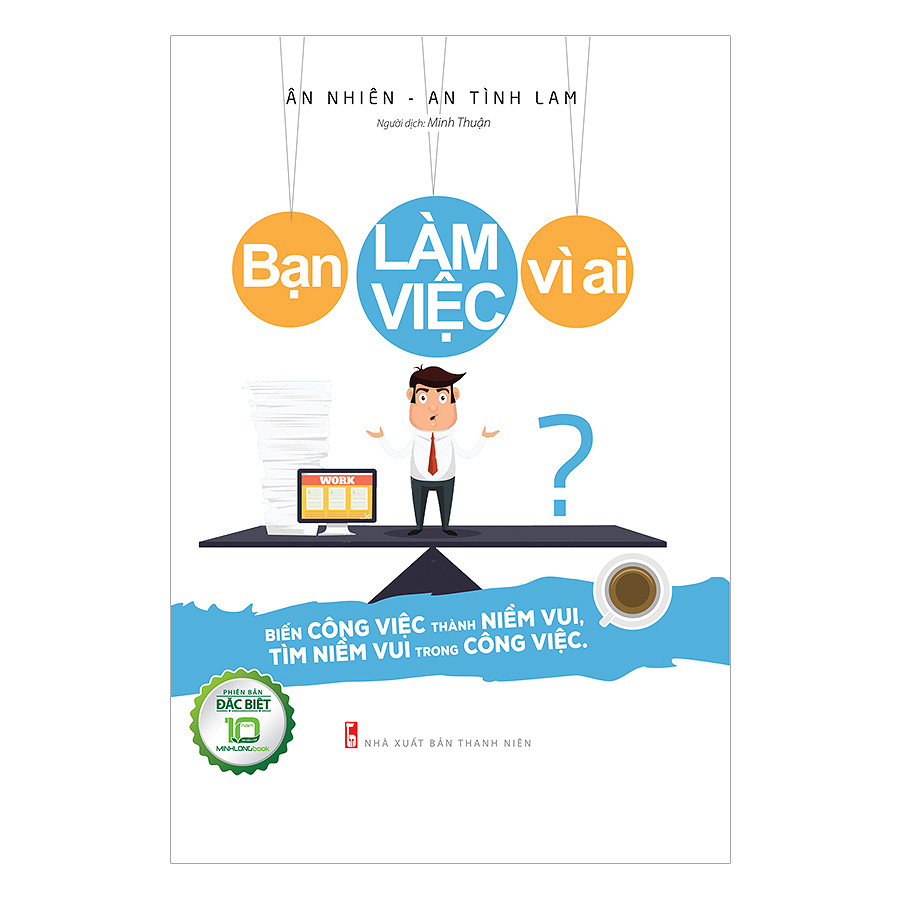 ÂN NHIÊN - AN TÌNH LAM
Người dịch: Minh Thuận
Bạn
LÀM
VIỆC
vì ai
WORK
?
BIẾN CÔNG VIỆC THÀNH NIỀM VUI,
TÌM NIỀM VUI TRONG CÔNG VIỆC.
PHIÊN BẢN
ĐẶC BIỆT
10
năm
MINHLONGbook
NHÀ XUẤT BẢN THANH NIÊN